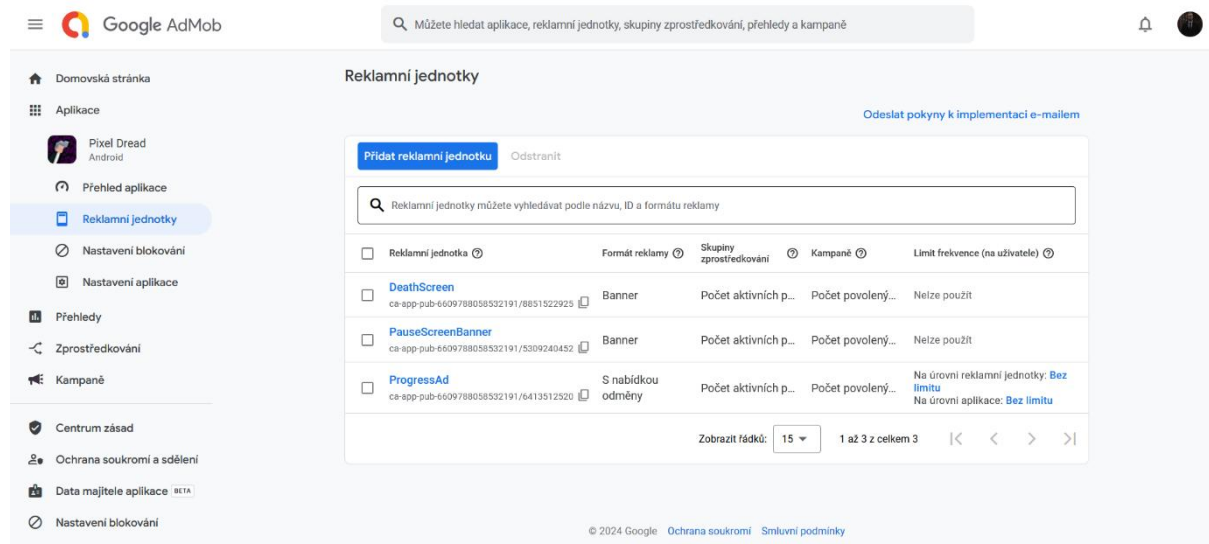 Google AdMob
Můžete hledat aplikace, reklamní jednotky, skupiny zprostředkování, přehledy a kampaně
Domovská stránka
Aplikace
Pixel Dread
Android
Přehled aplikace
Reklamní jednotky
Nastavení blokování
Nastavení aplikace
Přehledy
Zprostředkování
Kampaně
Centrum zásad
Ochrana soukromí a sdělení
Data majitele aplikace BETA
Nastavení blokování
Reklamní jednotky
Odeslat pokyny k implementaci e-mailem
Přidat reklamní jednotku Odstranit
Reklamní jednotky můžete vyhledávat podle názvu, ID a formátu reklamy
Reklamní jednotka Formát reklamy Skupiny zprostředkování Kampaně Limit frekvence (na uživatele)
DeathScreen
ca-app-pub-6609788058532191/8851522925 Banner Počet aktivních p... Počet povolený... Nelze použít
PauseScreenBanner
ca-app-pub-6609788058532191/5309240452 Banner Počet aktivních p... Počet povolený... Nelze použít
ProgressAd
ca-app-pub-6609788058532191/6413512520 S nabídkou odměny Počet aktivních p... Počet povolený... Na úrovni reklamní jednotky: Bez limitu
Na úrovni aplikace: Bez limitu
Zobrazit řádků: 15 1 až 3 z celkem 3
© 2024 Google Ochrana soukromí Smluvní podmínky